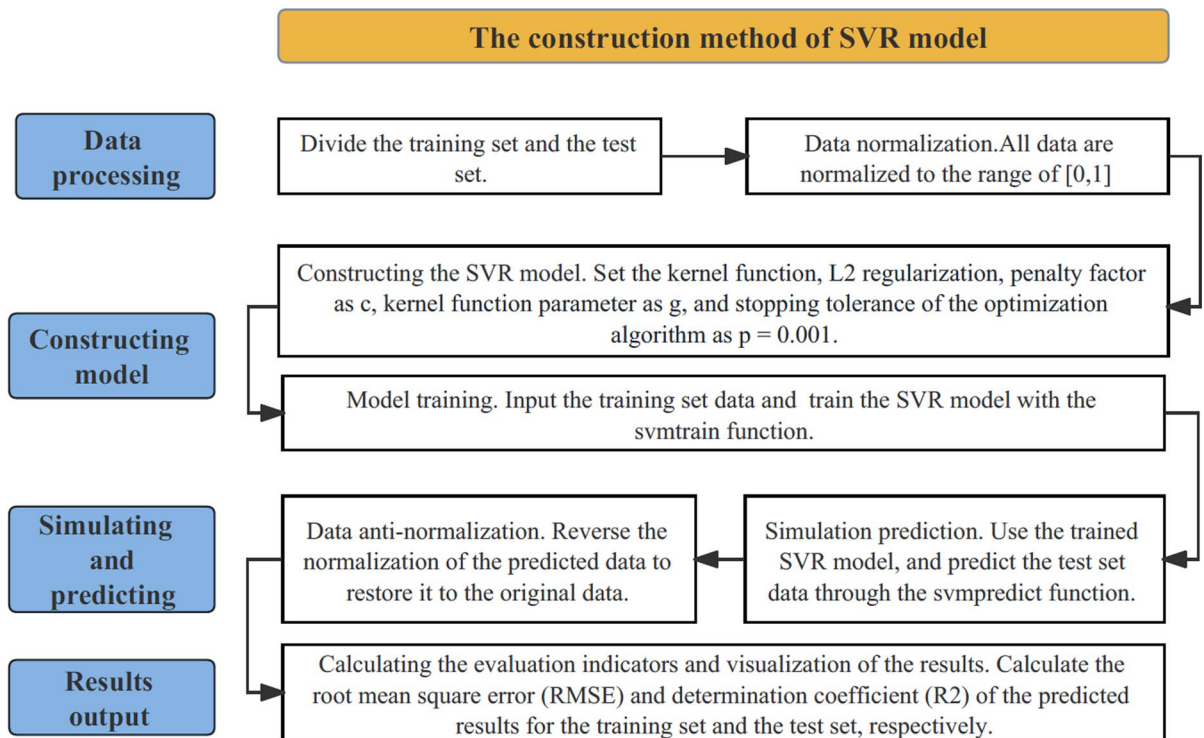 The construction method of SVR model
Data
processing
Divide the training set and the test
set.
Data normalization.All data are
normalized to the range of [0,1]
Constructing
model
Constructing the SVR model. Set the kernel function, L2 regularization, penalty factor
as c, kernel function parameter as g, and stopping tolerance of the optimization
algorithm as p = 0.001.
Model training. Input the training set data and  train the SVR model with the
svmtrain function.
Simulating
and
predicting
Data anti-normalization. Reverse the
normalization of the predicted data to
restore it to the original data.
Simulation prediction. Use the trained
SVR model, and predict the test set
data through the svmpredict function.
Results
output
Calculating the evaluation indicators and visualization of the results. Calculate the
root mean square error (RMSE) and determination coefficient (R2) of the predicted
results for the training set and the test set, respectively.